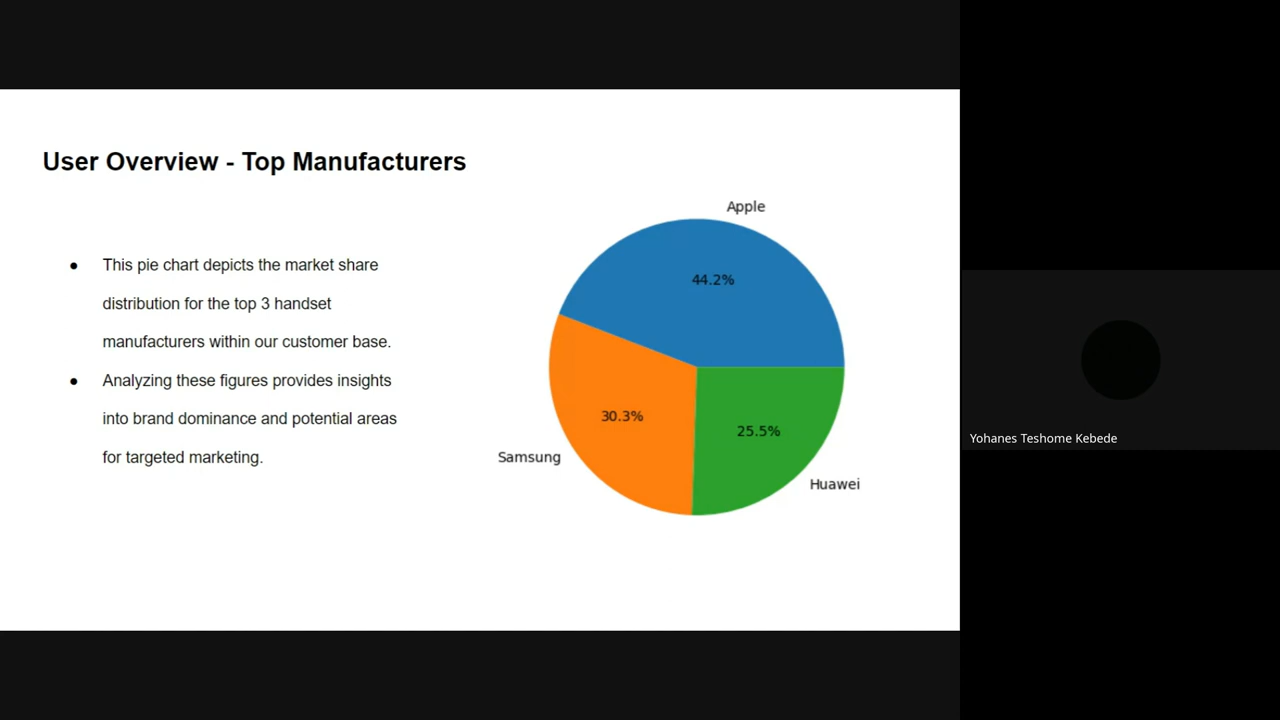 User Overview - Top Manufacturers
● This pie chart depicts the market share
distribution for the top 3 handset
manufacturers within our customer base.
● Analyzing these figures provides insights
into brand dominance and potential areas
for targeted marketing.
Apple
44.2%
30.3%
25.5%
Samsung
Huawei
Yohanes Teshome Kebede